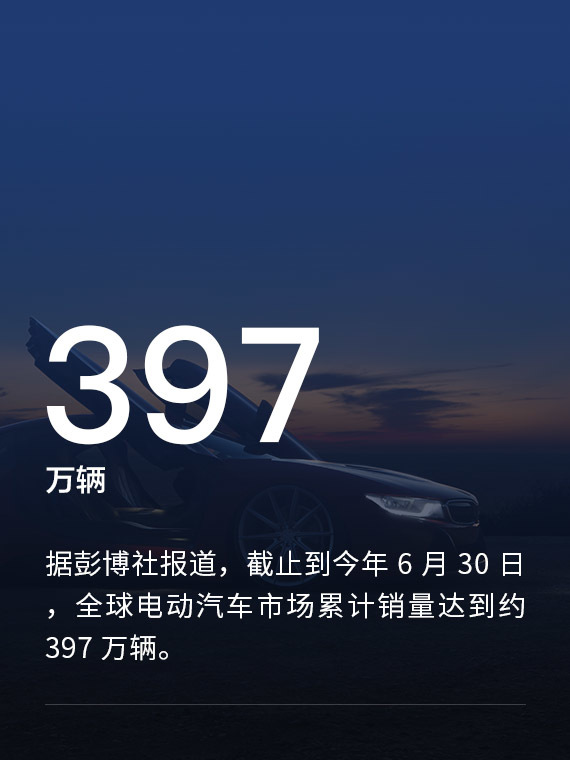 397
万辆
据彭博社报道，截止到今年 6 月 30 日
，全球电动汽车市场累计销量达到约
397 万辆。